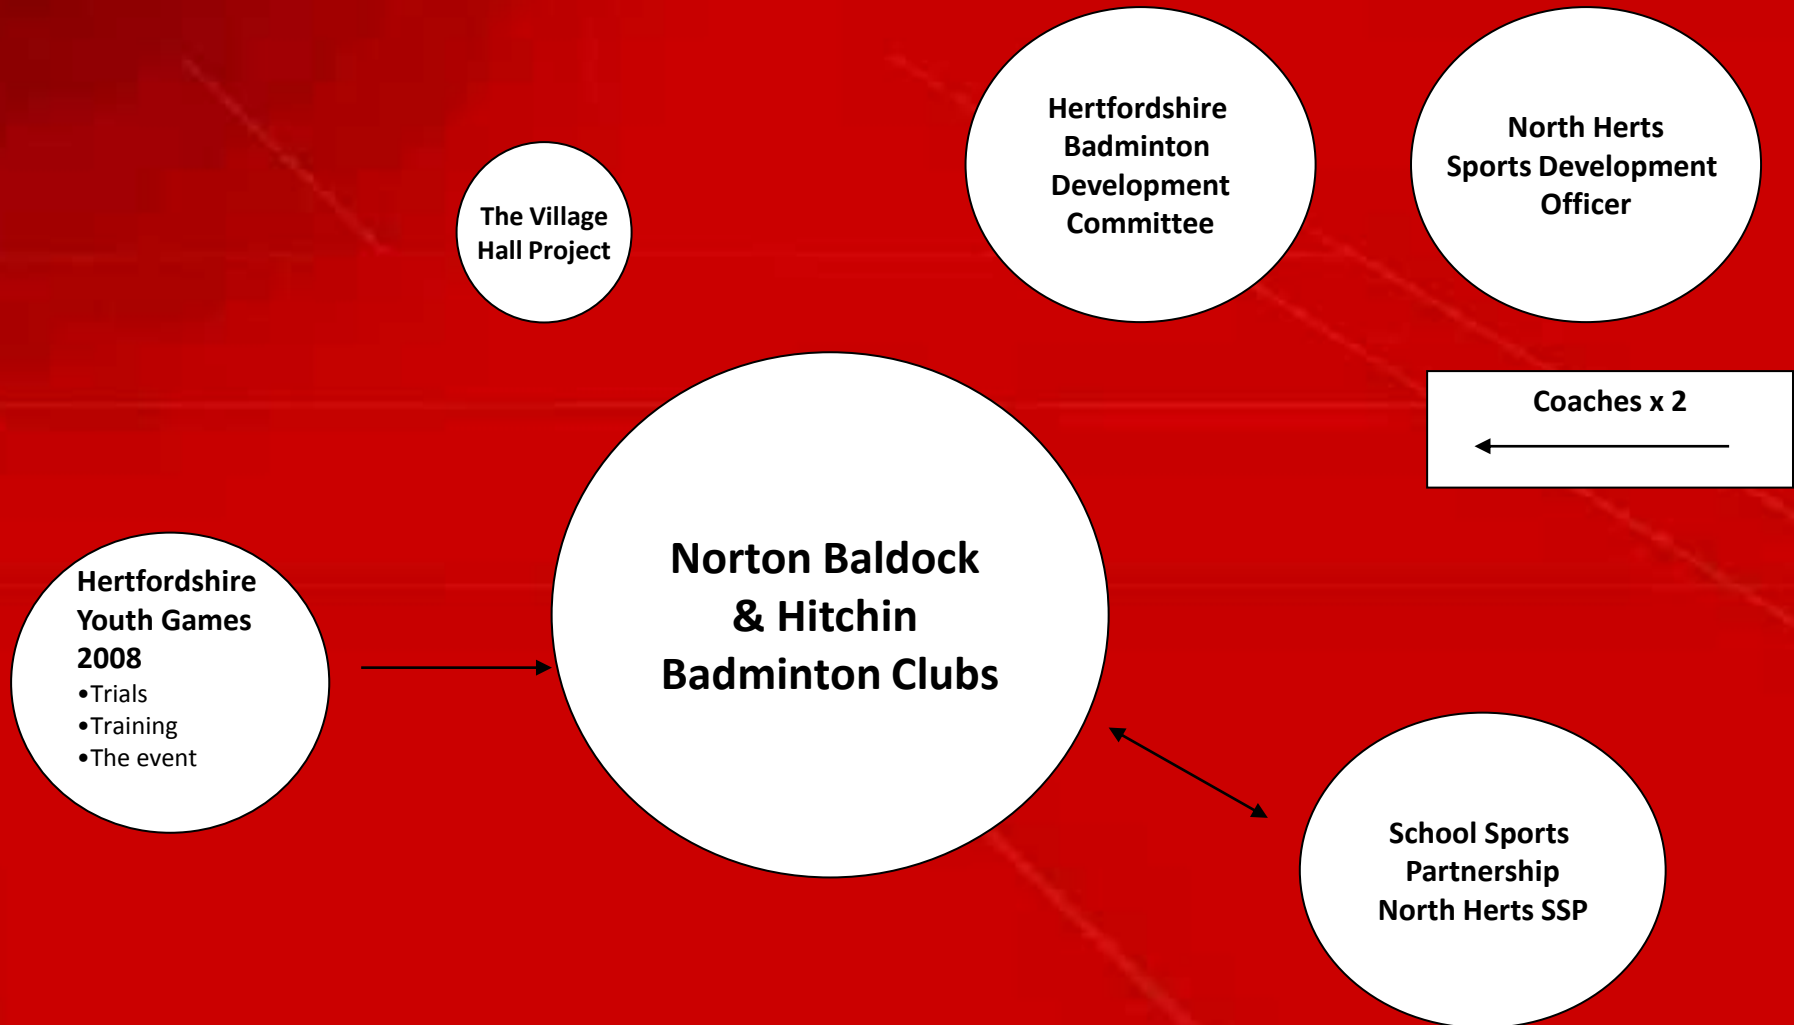 Hertfordshire
Badminton
Development
Committee
North Herts
Sports Development
Officer
The Village
Hall Project
Coaches x 2
Norton Baldock
& Hitchin
Badminton Clubs
Hertfordshire
Youth Games
2008
•Trials
•Training
•The event
School Sports
Partnership
North Herts SSP